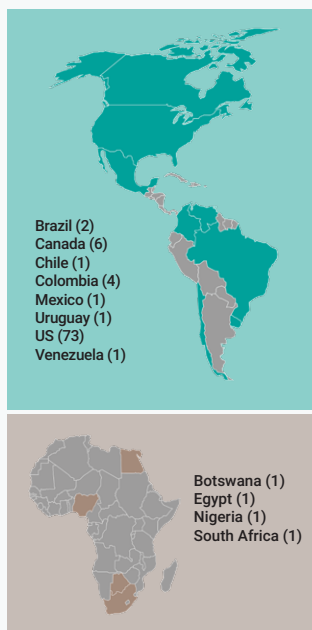 Brazil (2)
Canada (6)
Chile (1)
Colombia (4)
Mexico (1)
Uruguay (1)
US (73)
Venezuela (1)
Botswana (1)
Egypt (1)
Nigeria (1)
South Africa (1)